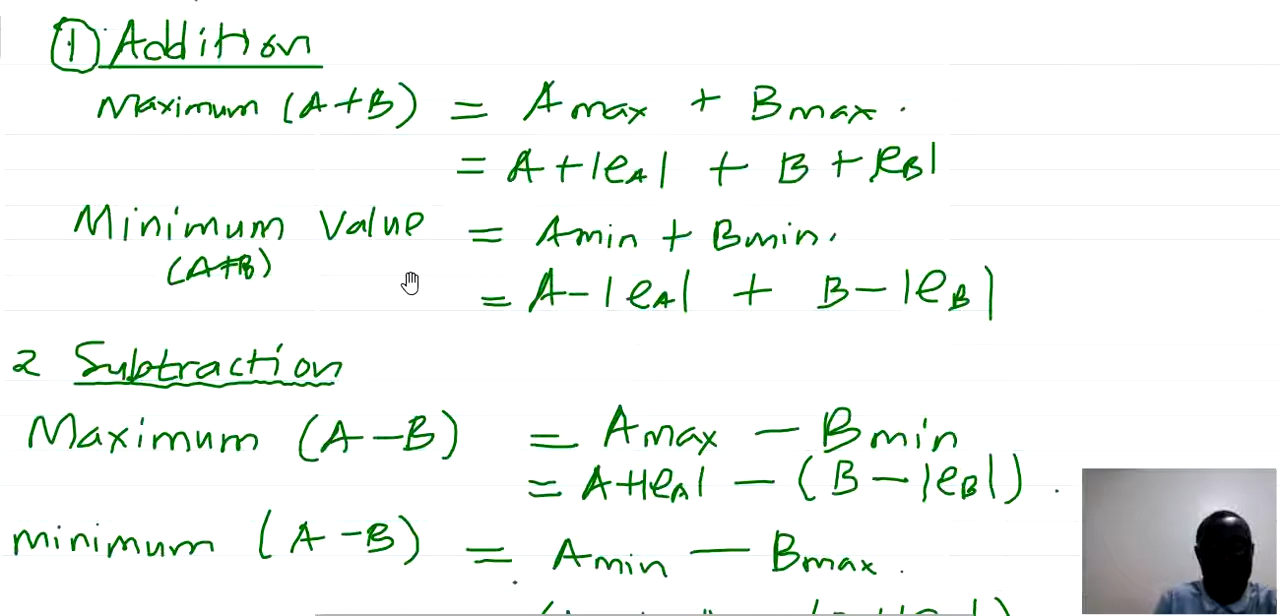 ① Addition
Maximum (A+B) = Amax + Bmax.
= A+|eA| + B+|eB|
Minimum Value = Amin + Bmin.
(A+B)
= A-|eA| + B-|eB|
2 Subtraction
Maximum (A-B) = Amax - Bmin
= A+|eA| - (B-|eB|).
minimum (A-B) = Amin - Bmax.